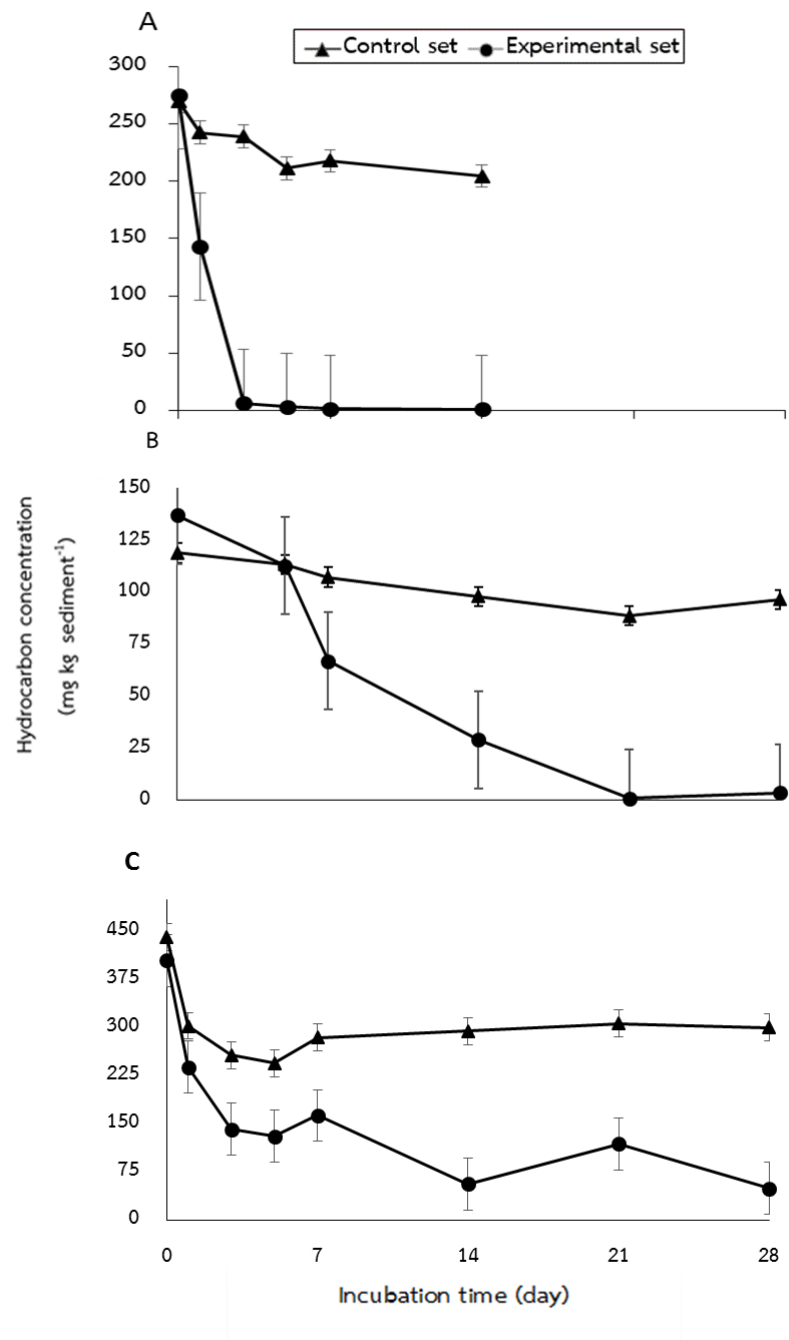 A
Control set Experimental set
300
250
200
150
100
50
0
B
150
125
100
75
50
25
0
Hydrocarbon concentration
(mg kg sediment⁻¹)
C
450
375
300
225
150
75
0
0 7 14 21 28
Incubation time (day)